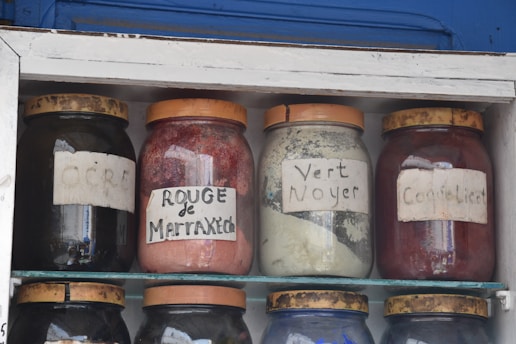 OCRE
ROUGE
de
MARRAKECH
Vert
Noyer
Coquelicot